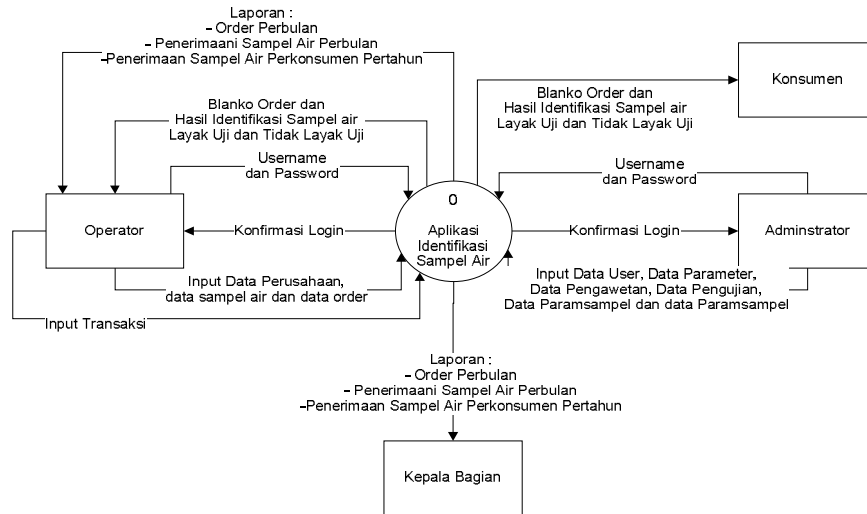 Laporan :
- Order Perbulan
- Penerimaani Sampel Air Perbulan
-Penerimaan Sampel Air Perkonsumen Pertahun
Blanko Order dan
Hasil Identifikasi Sampel air
Layak Uji dan Tidak Layak Uji
Username
dan Password
Operator
Konfirmasi Login
Input Data Perusahaan,
data sampel air dan data order
Input Transaksi
0
Aplikasi
Identifikasi
Sampel Air
Konsumen
Blanko Order dan
Hasil Identifikasi Sampel air
Layak Uji dan Tidak Layak Uji
Username
dan Password
Konfirmasi Login
Adminstrator
Input Data User, Data Parameter,
Data Pengawetan, Data Pengujian,
Data Paramsampel dan data Paramsampel
Laporan :
- Order Perbulan
- Penerimaani Sampel Air Perbulan
-Penerimaan Sampel Air Perkonsumen Pertahun
Kepala Bagian